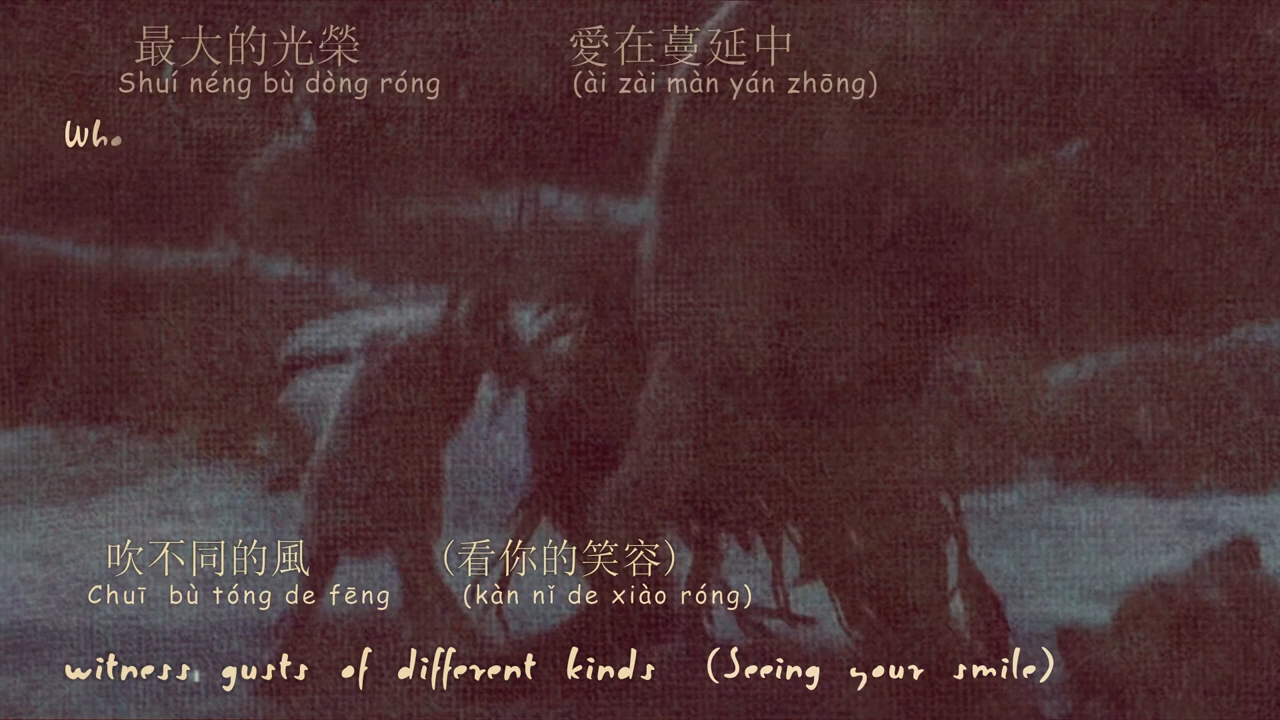 最大的光榮 愛在蔓延中
Shuí néng bù dòng róng (ài zài màn yán zhōng)
Who
吹不同的風 (看你的笑容)
Chuī bù tóng de fēng (kàn nǐ de xiào róng)
witness gusts of different kinds (Seeing your smile)